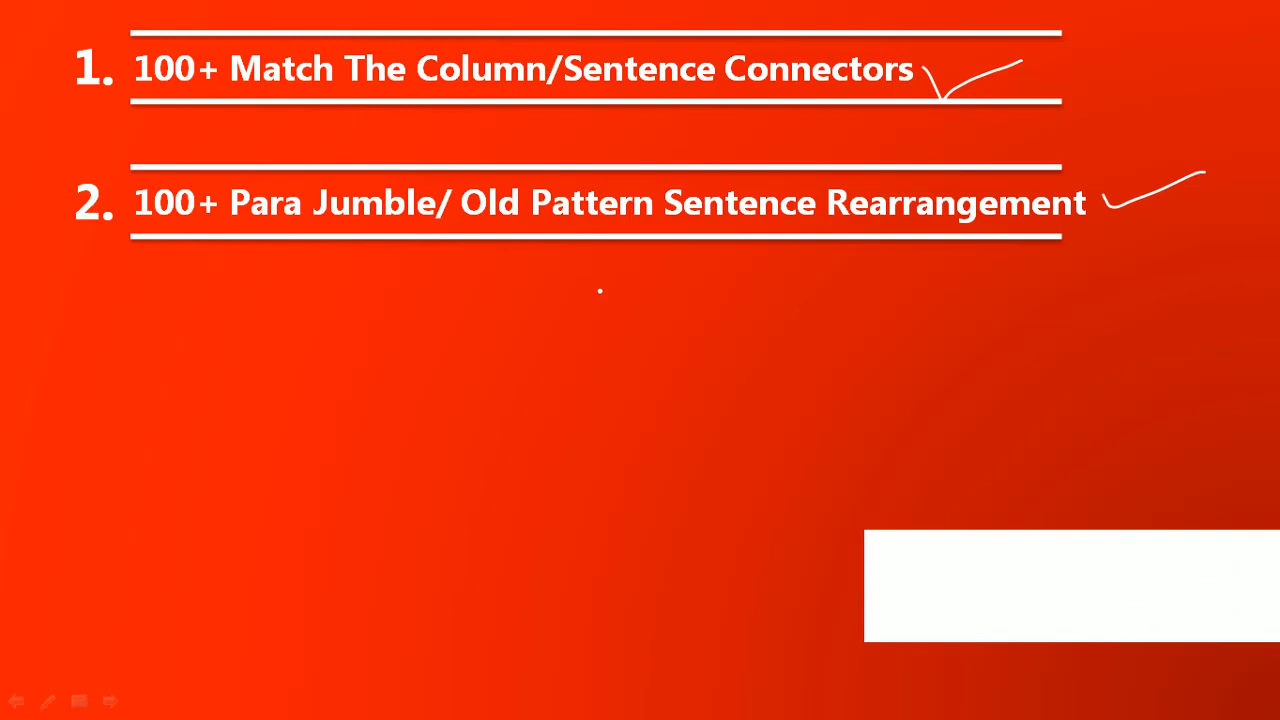 1. 100+ Match The Column/Sentence Connectors
2. 100+ Para Jumble/ Old Pattern Sentence Rearrangement